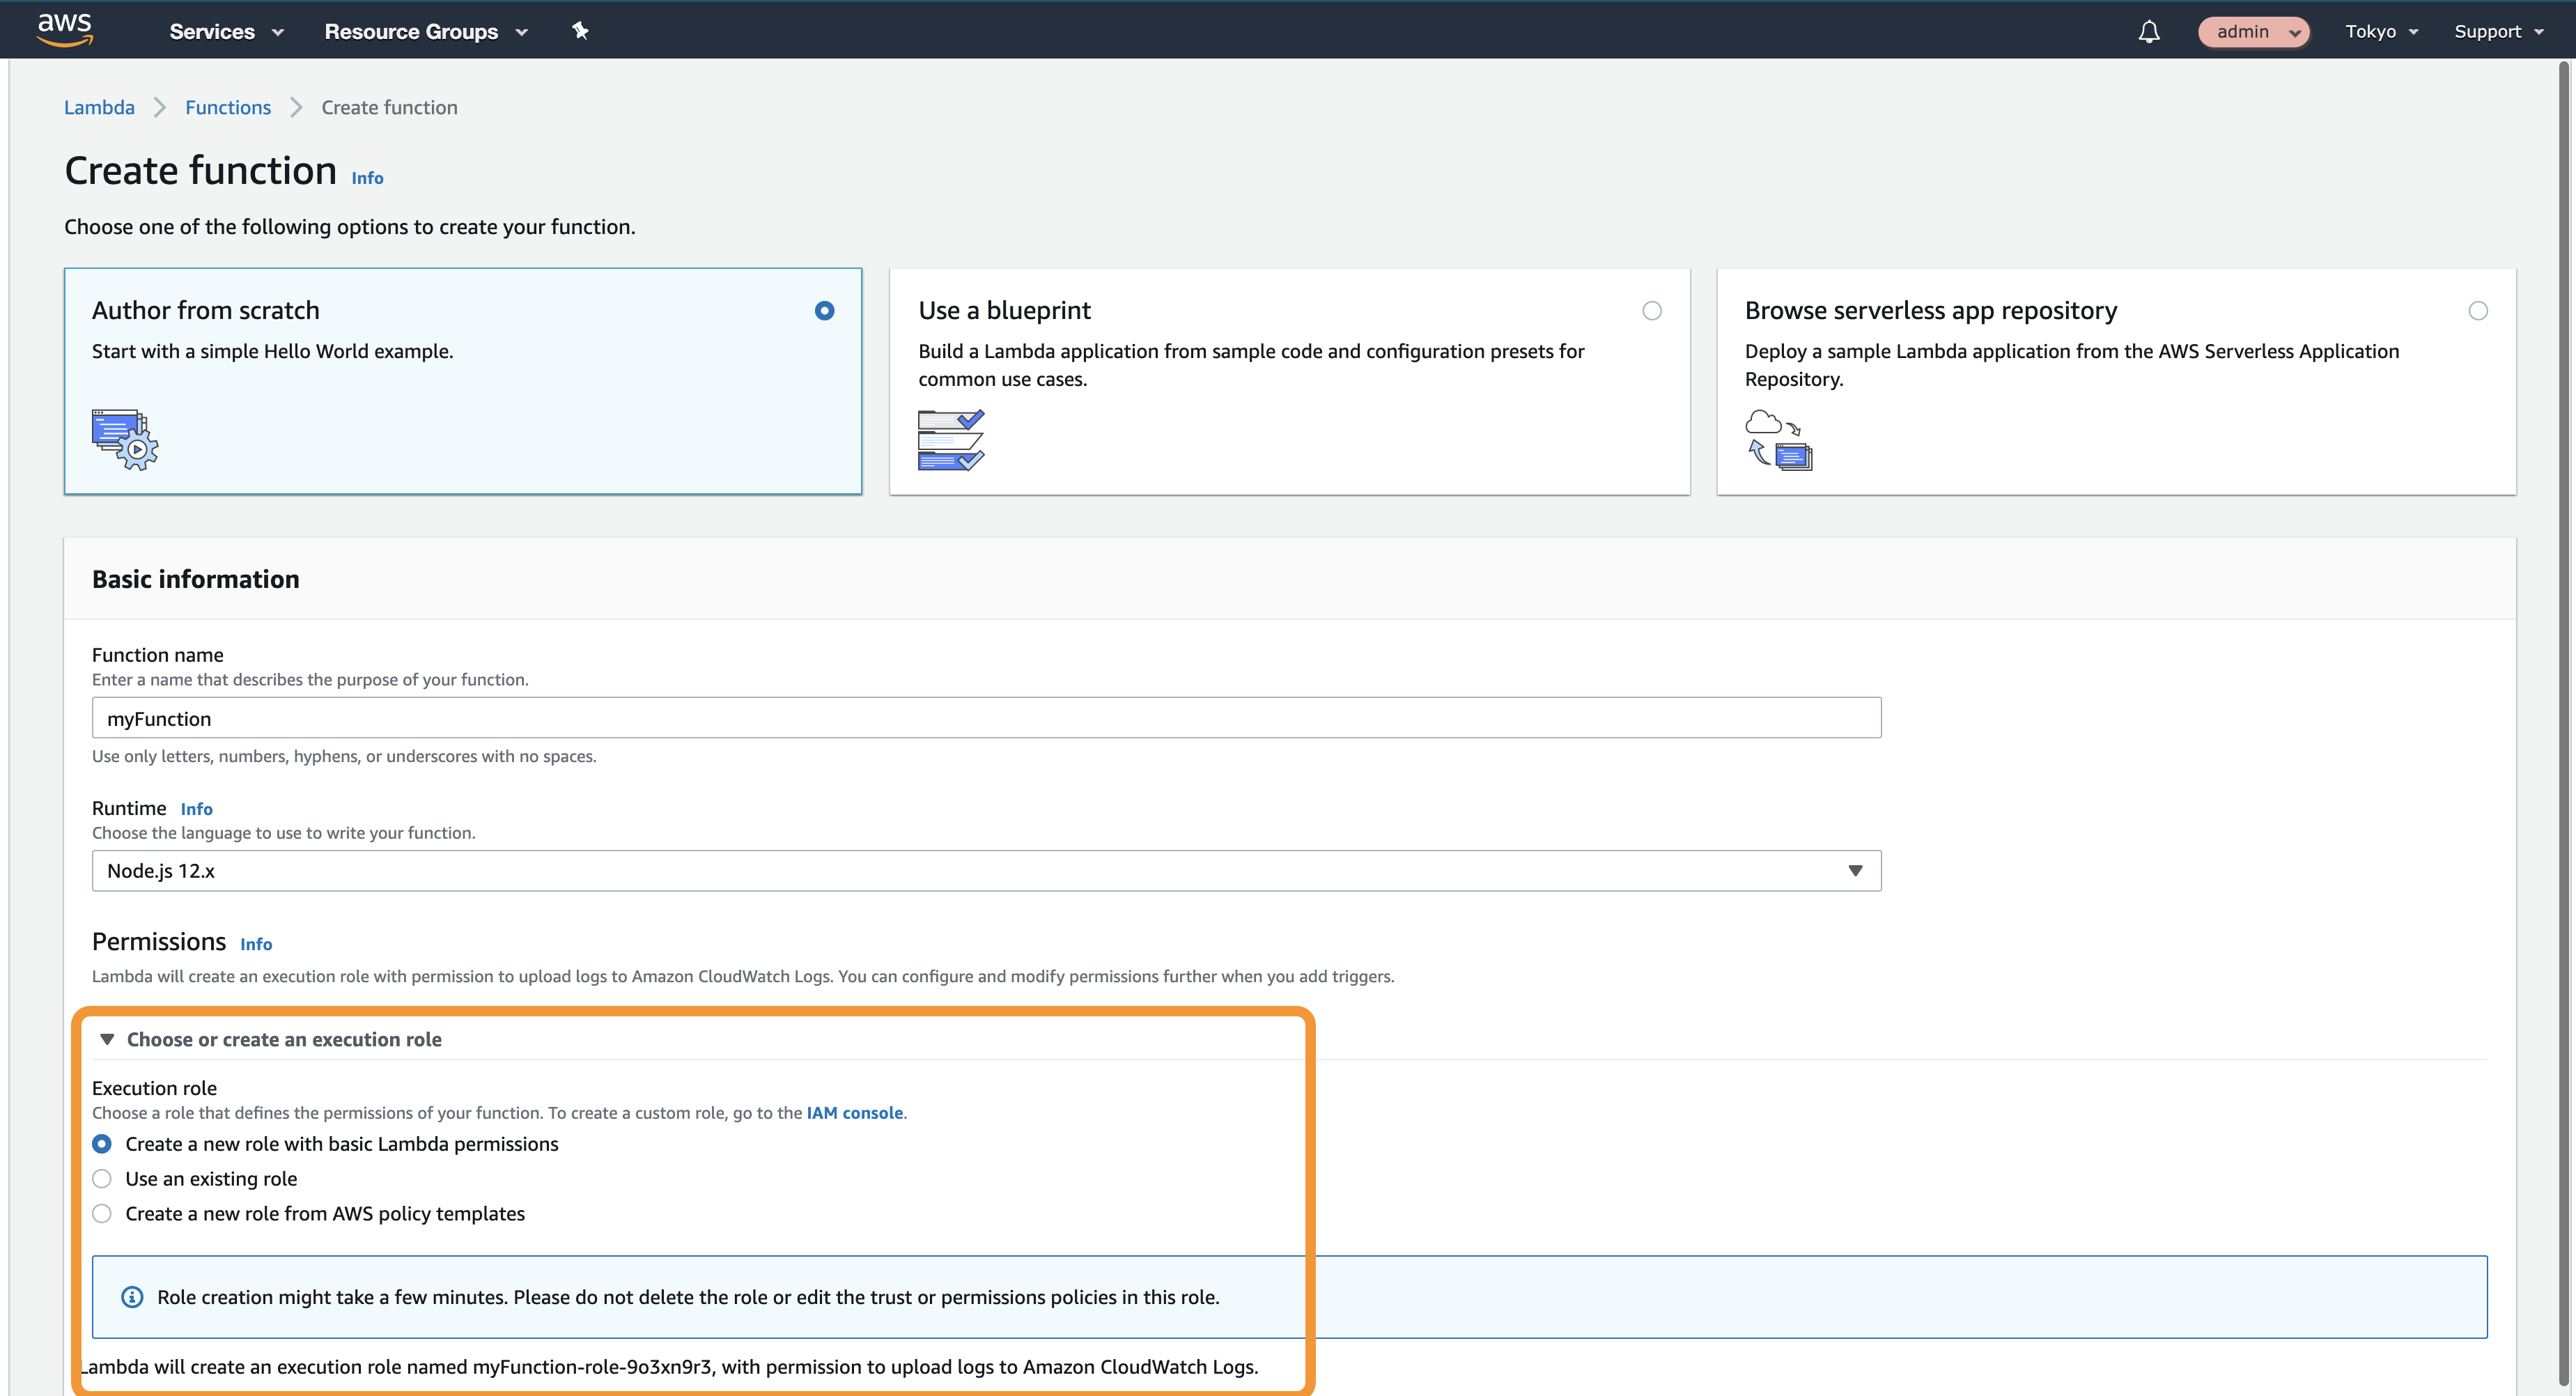 aws Services Resource Groups admin Tokyo Support
Lambda Functions Create function
Create function Info
Choose one of the following options to create your function.
Author from scratch
Start with a simple Hello World example.
Use a blueprint
Build a Lambda application from sample code and configuration presets for
common use cases.
Browse serverless app repository
Deploy a sample Lambda application from the AWS Serverless Application
Repository.
Basic information
Function name
Enter a name that describes the purpose of your function.
myFunction
Use only letters, numbers, hyphens, or underscores with no spaces.
Runtime Info
Choose the language to use to write your function.
Node.js 12.x
Permissions Info
Lambda will create an execution role with permission to upload logs to Amazon CloudWatch Logs. You can configure and modify permissions further when you add triggers.
Choose or create an execution role
Execution role
Choose a role that defines the permissions of your function. To create a custom role, go to the IAM console.
Create a new role with basic Lambda permissions
Use an existing role
Create a new role from AWS policy templates
Role creation might take a few minutes. Please do not delete the role or edit the trust or permissions policies in this role.
Lambda will create an execution role named myFunction-role-9o3xn9r3, with permission to upload logs to Amazon CloudWatch Logs.